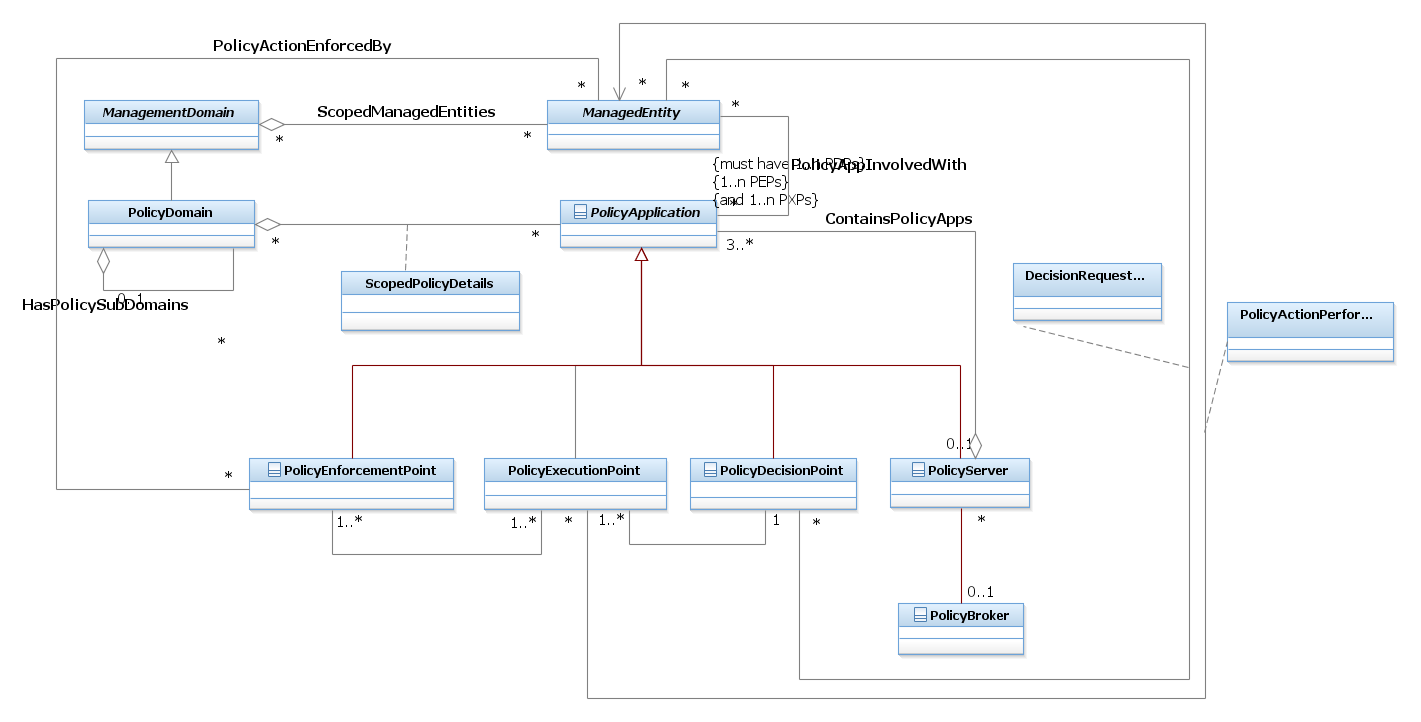 PolicyActionEnforcedBy
*
*
*
*
ManagementDomain
ScopedManagedEntities
ManagedEntity
*
*
{must have 1..n PDPs}
PolicyAppInvolvedWith
{1..n PEPs}
{and 1..n PXPs}
*
PolicyDomain
PolicyApplication
ContainsPolicyApps
*
*
3..*
ScopedPolicyDetails
DecisionRequest...
0..1
HasPolicySubDomains
PolicyActionPerfor...
*
0..1
*
PolicyEnforcementPoint
PolicyExecutionPoint
PolicyDecisionPoint
PolicyServer
1..*
1..*
*
1..*
1
*
*
0..1
PolicyBroker